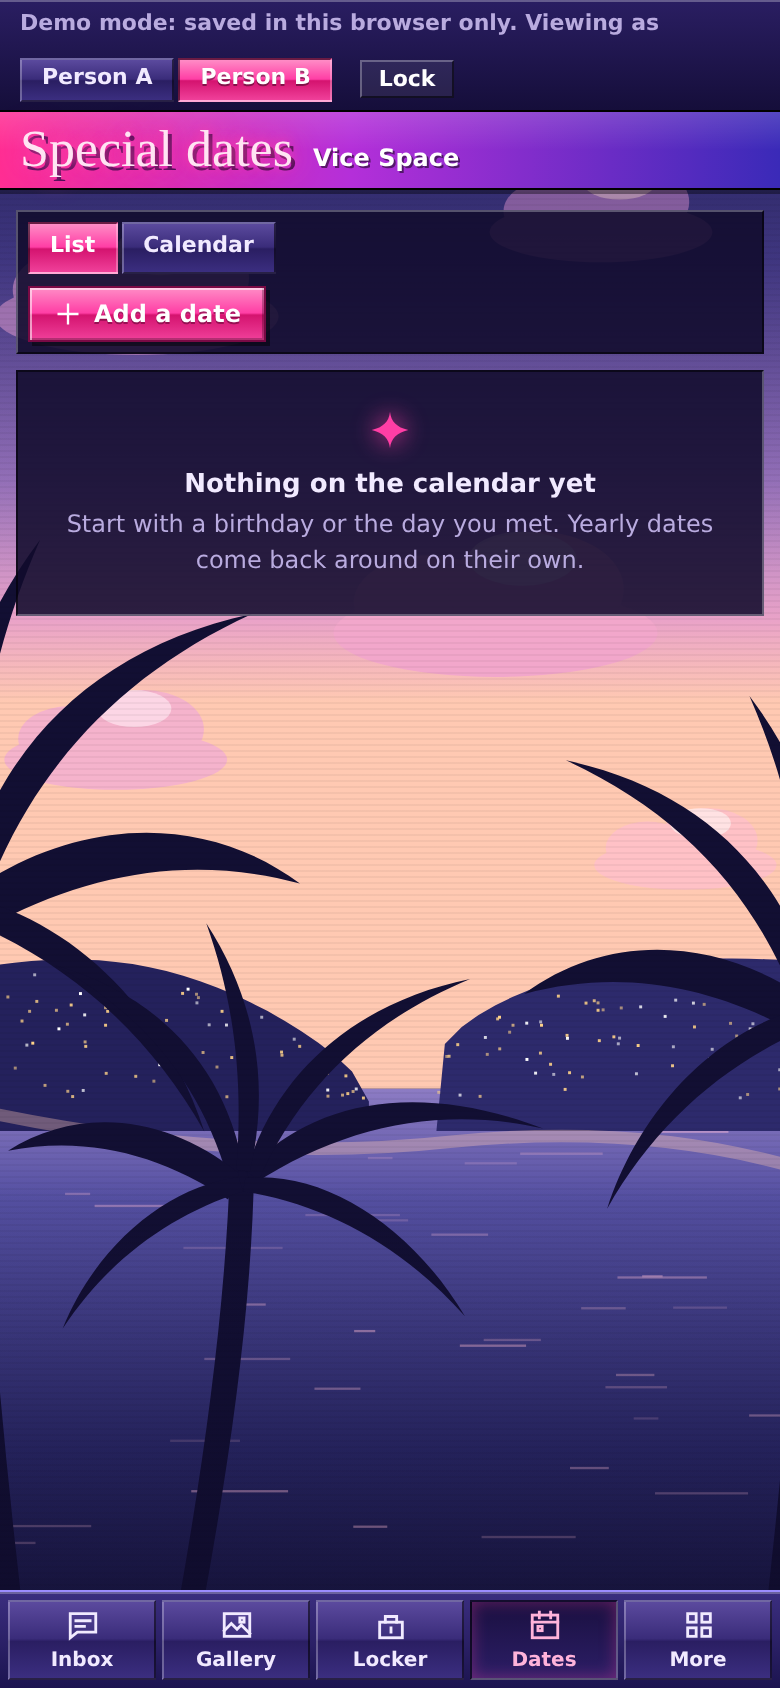 Demo mode: saved in this browser only. Viewing as
Person A Person B Lock
Special dates Vice Space
List Calendar
Add a date
Nothing on the calendar yet
Start with a birthday or the day you met. Yearly dates
come back around on their own.
Inbox Gallery Locker Dates More